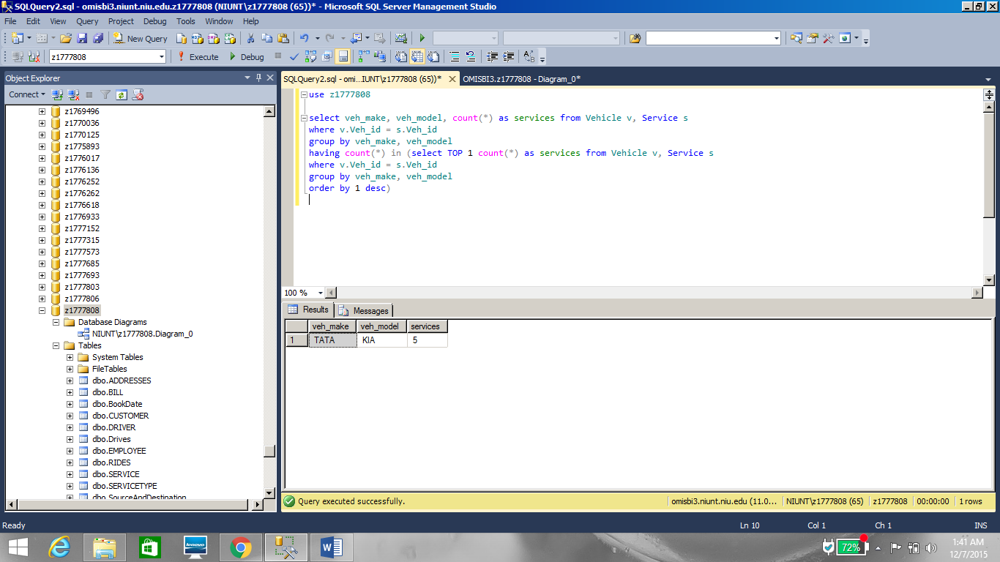 SQLQuery2.sql - omisbi3.niunt.niu.edu.z1777808 (NIUNT\z1777808 (65))* - Microsoft SQL Server Management Studio
File Edit View Query Project Debug Tools Window Help
New Query
z1777808 Execute Debug
Object Explorer
Connect
z1769496
z1770036
z1770125
z1775893
z1776017
z1776136
z1776252
z1776262
z1776618
z1776933
z1777152
z1777315
z1777573
z1777685
z1777693
z1777803
z1777806
z1777808
Database Diagrams
NIUNT\z1777808.Diagram_0
Tables
System Tables
FileTables
dbo.ADDRESSES
dbo.BILL
dbo.BookDate
dbo.CUSTOMER
dbo.DRIVER
dbo.Drives
dbo.EMPLOYEE
dbo.RIDES
dbo.SERVICE
dbo.SERVICETYPE
dbo.SourceAndDestination
SQLQuery2.sql - omi...IUNT\z1777808 (65))* OMISBI3.z1777808 - Diagram_0*
use z1777808
select veh_make, veh_model, count(*) as services from Vehicle v, Service s
where v.Veh_id = s.Veh_id
group by veh_make, veh_model
having count(*) in (select TOP 1 count(*) as services from Vehicle v, Service s
where v.Veh_id = s.Veh_id
group by veh_make, veh_model
order by 1 desc)
100 %
Results Messages
veh_make veh_model services
1 TATA KIA 5
Query executed successfully. omisbi3.niunt.niu.edu (11.0... NIUNT\z1777808 (65) z1777808 00:00:00 1 rows
Ready Ln 10 Col 1 Ch 1 INS
lenovo
72%
1:41 AM
12/7/2015